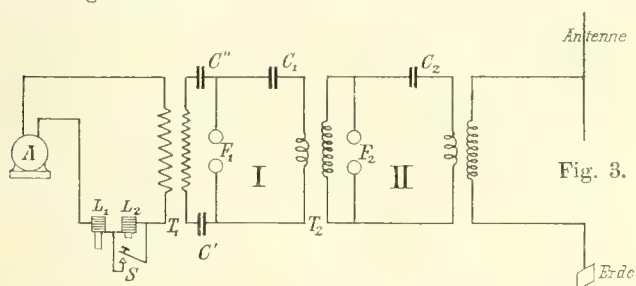 Antenne
C" C₁ C₂
A F₁ I F₂ II
Fig. 3.
L₁ L₂ T₁ T₂
C'
S
Erde